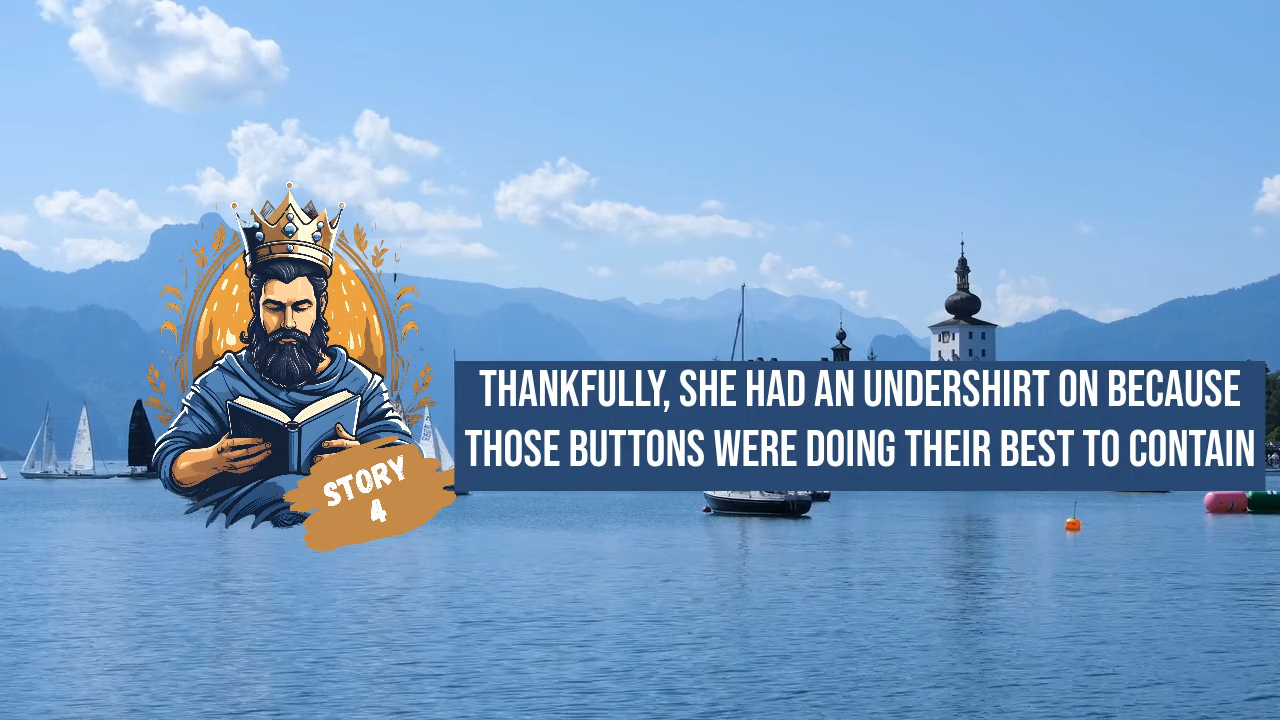 THANKFULLY, SHE HAD AN UNDERSHIRT ON BECAUSE
THOSE BUTTONS WERE DOING THEIR BEST TO CONTAIN
STORY
4